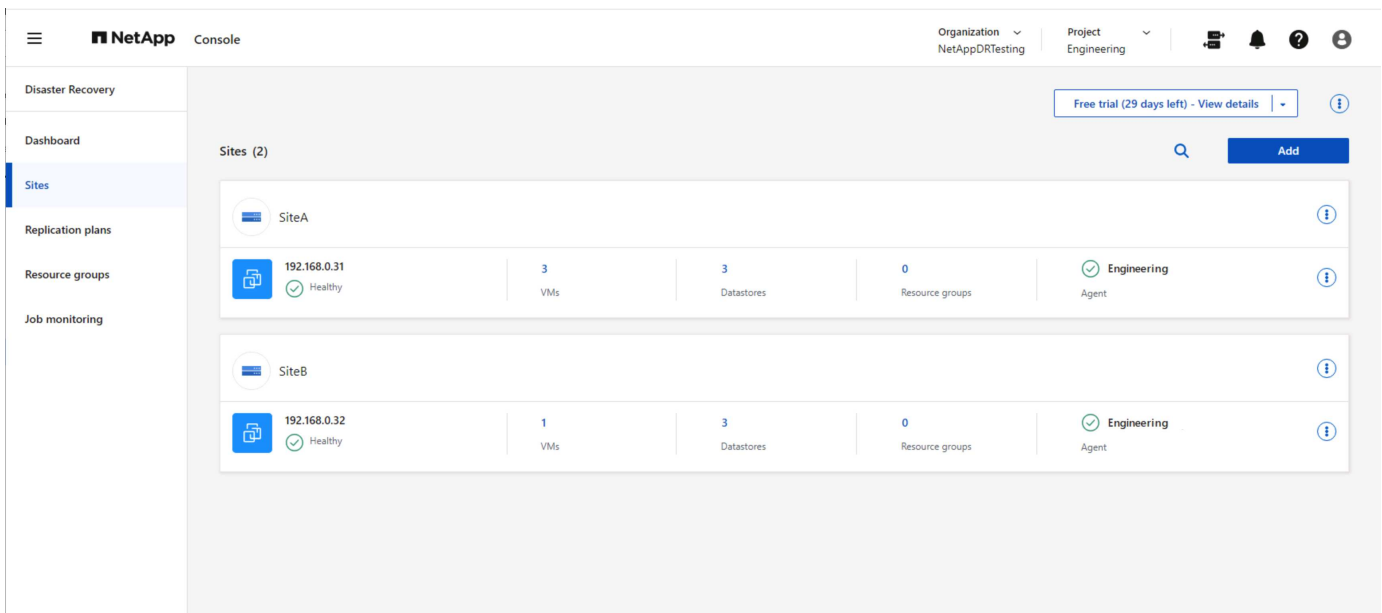 NetApp Console
Organization
NetAppDRTesting
Project
Engineering
Disaster Recovery
Dashboard
Sites
Replication plans
Resource groups
Job monitoring
Free trial (29 days left) - View details
Sites (2)
Add
SiteA
192.168.0.31
Healthy
3
VMs
3
Datastores
0
Resource groups
Engineering
Agent
SiteB
192.168.0.32
Healthy
1
VMs
3
Datastores
0
Resource groups
Engineering
Agent